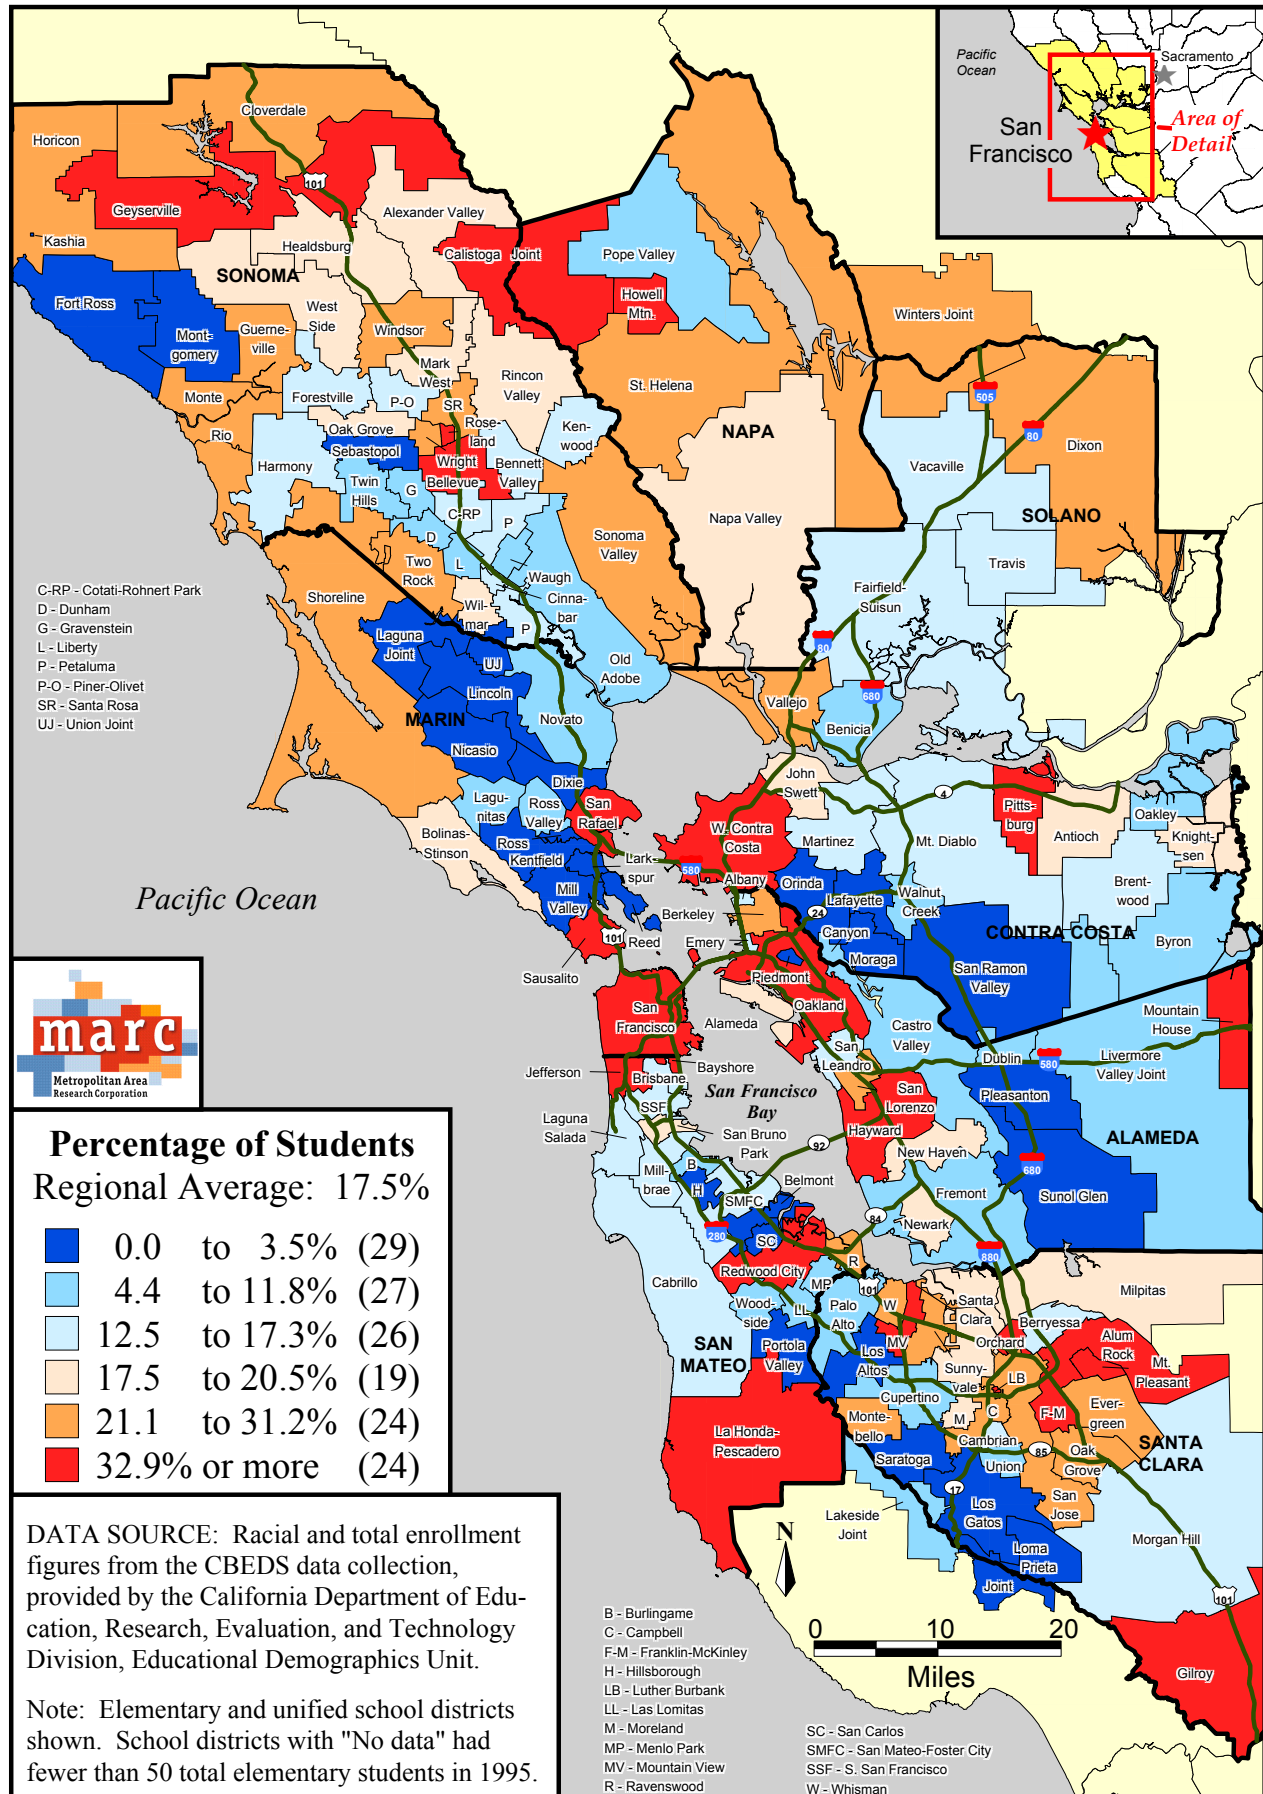 Pacific
Ocean
Sacramento
San
Francisco
Area of
Detail
Cloverdale
Horicon
101
Geyserville
Alexander Valley
Kashia
Healdsburg
Calistoga Joint
Pope Valley
SONOMA
Howell
Mtn.
Fort Ross
West
Side
Winters Joint
Mont-
gomery
Guerne-
ville
Windsor
Mark
West
Rincon
Valley
St. Helena
505
Monte
Rio
Forestville
P-O
SR
Rose-
land
Ken-
wood
NAPA
80
Dixon
Oak Grove
Sebastopol
Wright
Bellevue
Bennett
Valley
Harmony
Twin
Hills
G
Vacaville
C-RP
P
Napa Valley
SOLANO
D
Two
Rock
L
Sonoma
Valley
Waugh
Cinna-
bar
Travis
Fairfield-
Suisun
C-RP - Cotati-Rohnert Park
D - Dunham
G - Gravenstein
L - Liberty
P - Petaluma
P-O - Piner-Olivet
SR - Santa Rosa
UJ - Union Joint
Shoreline
Wil-
mar
P
Laguna
Joint
UJ
Lincoln
Old
Adobe
80
680
Vallejo
MARIN
Novato
Benicia
Nicasio
Dixie
John
Swett
4
Lagu-
nitas
Ross
Valley
San
Rafael
Pitts-
burg
Oakley
Bolinas-
Stinson
Ross
Kentfield
W. Contra
Costa
Martinez
Mt. Diablo
Antioch
Knight-
sen
Lark-
spur
580
Albany
Orinda
Pacific Ocean
Mill
Valley
Lafayette
Walnut
Creek
Brent-
wood
Berkeley
24
101
Reed
Emery
Canyon
CONTRA COSTA
Byron
Moraga
Sausalito
Piedmont
San Ramon
Valley
marc
Metropolitan Area
Research Corporation
San
Francisco
Alameda
Oakland
Castro
Valley
Mountain
House
San
Leandro
Dublin
580
Livermore
Valley Joint
Jefferson
Bayshore
Brisbane
San Francisco
Bay
San
Lorenzo
Pleasanton
SSF
Laguna
Salada
San Bruno
Park
92
Hayward
ALAMEDA
New Haven
Mill-
brae
B
H
Belmont
680
SMFC
Fremont
Sunol Glen
84
Newark
280
SC
880
R
Redwood City
Cabrillo
MP
101
Milpitas
Wood-
side
LL
Palo
Alto
W
Santa
Clara
Berryessa
SAN
MATEO
Portola
Valley
Los
Altos
MV
Orchard
Alum
Rock
Sunny-
vale
LB
Mt.
Pleasant
Cupertino
La Honda-
Pescadero
Monte-
bello
M
C
F-M
Ever-
green
Cambrian
85
Oak
Grove
SANTA
CLARA
Saratoga
Union
17
Los
Gatos
San
Jose
Lakeside
Joint
Morgan Hill
Loma
Prieta
Joint
101
Gilroy
Percentage of Students
Regional Average: 17.5%
0.0 to 3.5% (29)
4.4 to 11.8% (27)
12.5 to 17.3% (26)
17.5 to 20.5% (19)
21.1 to 31.2% (24)
32.9% or more (24)
DATA SOURCE: Racial and total enrollment
figures from the CBEDS data collection,
provided by the California Department of Edu-
cation, Research, Evaluation, and Technology
Division, Educational Demographics Unit.
Note: Elementary and unified school districts
shown. School districts with "No data" had
fewer than 50 total elementary students in 1995.
N
0 10 20
Miles
B - Burlingame
C - Campbell
F-M - Franklin-McKinley
H - Hillsborough
LB - Luther Burbank
LL - Las Lomitas
M - Moreland
MP - Menlo Park
MV - Mountain View
R - Ravenswood
SC - San Carlos
SMFC - San Mateo-Foster City
SSF - S. San Francisco
W - Whisman